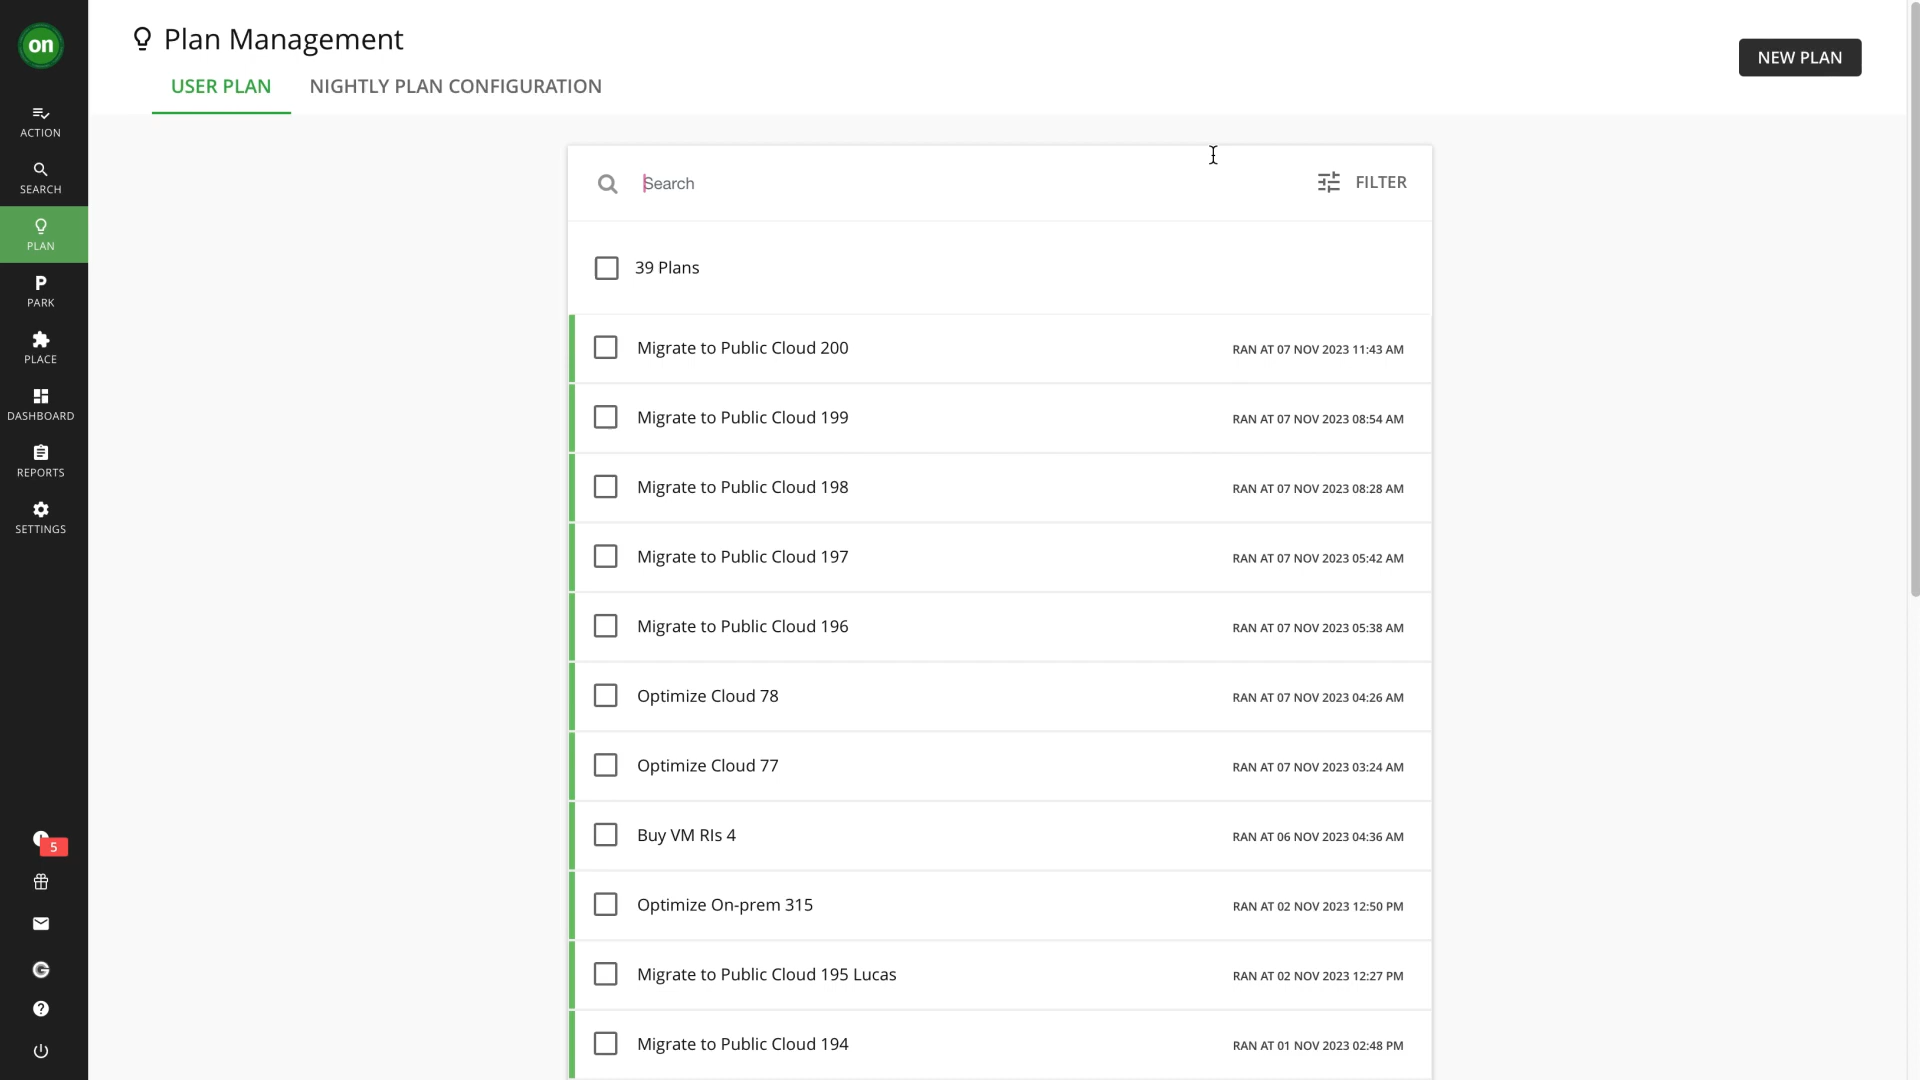 on
Plan Management
NEW PLAN
USER PLAN
NIGHTLY PLAN CONFIGURATION
ACTION
SEARCH
PLAN
P
PARK
PLACE
DASHBOARD
REPORTS
SETTINGS
5
G
?
Search
FILTER
39 Plans
Migrate to Public Cloud 200 RAN AT 07 NOV 2023 11:43 AM
Migrate to Public Cloud 199 RAN AT 07 NOV 2023 08:54 AM
Migrate to Public Cloud 198 RAN AT 07 NOV 2023 08:28 AM
Migrate to Public Cloud 197 RAN AT 07 NOV 2023 05:42 AM
Migrate to Public Cloud 196 RAN AT 07 NOV 2023 05:38 AM
Optimize Cloud 78 RAN AT 07 NOV 2023 04:26 AM
Optimize Cloud 77 RAN AT 07 NOV 2023 03:24 AM
Buy VM RIs 4 RAN AT 06 NOV 2023 04:36 AM
Optimize On-prem 315 RAN AT 02 NOV 2023 12:50 PM
Migrate to Public Cloud 195 Lucas RAN AT 02 NOV 2023 12:27 PM
Migrate to Public Cloud 194 RAN AT 01 NOV 2023 02:48 PM